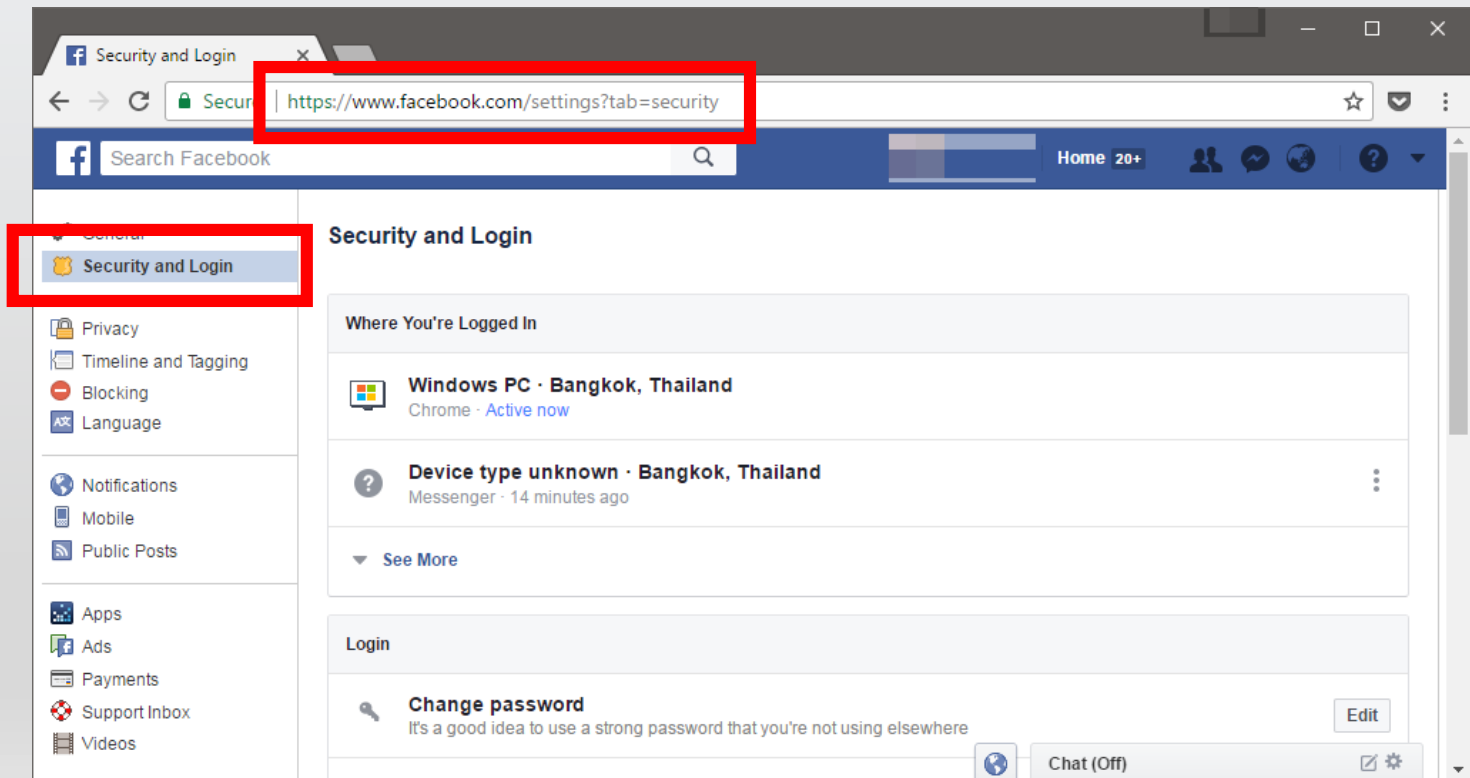 Security and Login
Secure
https://www.facebook.com/settings?tab=security
Search Facebook
Home 20+
General
Security and Login
Privacy
Timeline and Tagging
Blocking
Language
Notifications
Mobile
Public Posts
Apps
Ads
Payments
Support Inbox
Videos
Security and Login
Where You're Logged In
Windows PC · Bangkok, Thailand
Chrome · Active now
Device type unknown · Bangkok, Thailand
Messenger · 14 minutes ago
See More
Login
Change password
It's a good idea to use a strong password that you're not using elsewhere
Edit
Chat (Off)